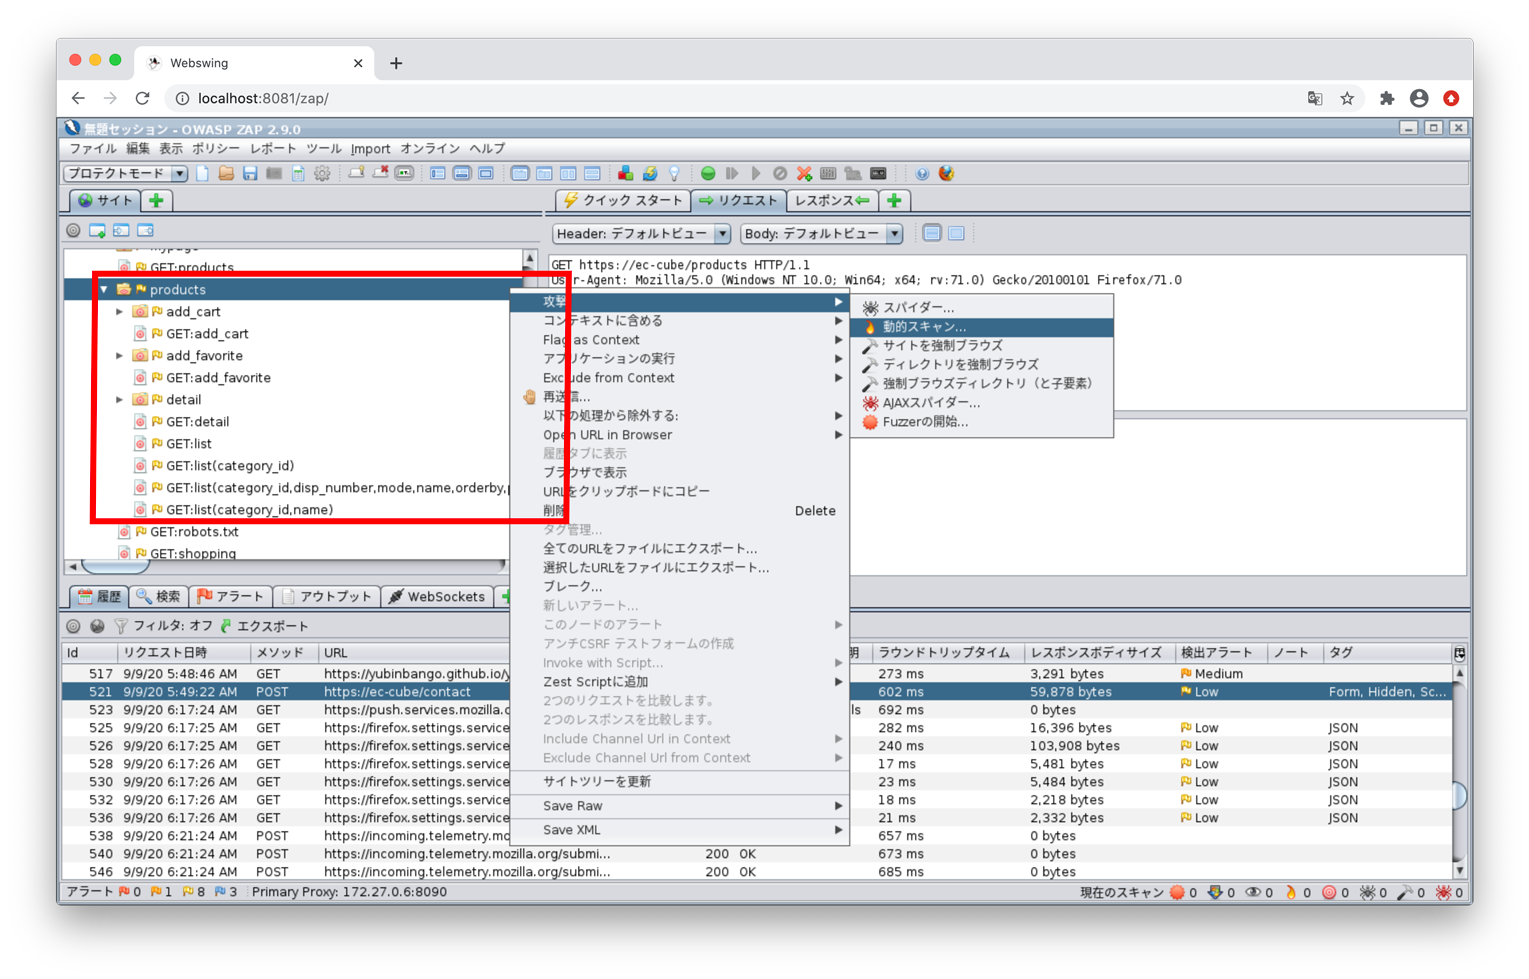 Webswing
localhost:8081/zap/
無題セッション - OWASP ZAP 2.9.0
ファイル 編集 表示 ポリシー レポート ツール Import オンライン ヘルプ
プロテクトモード
サイト
クイック スタート
リクエスト
レスポンス
Header: デフォルトビュー
Body: デフォルトビュー
GET:products
products
add_cart
GET:add_cart
add_favorite
GET:add_favorite
detail
GET:detail
GET:list
GET:list(category_id)
GET:list(category_id,disp_number,mode,name,orderby,
GET:list(category_id,name)
GET:robots.txt
GET:shopping
GET https://ec-cube/products HTTP/1.1
User-Agent: Mozilla/5.0 (Windows NT 10.0; Win64; x64; rv:71.0) Gecko/20100101 Firefox/71.0
攻撃
コンテキストに含める
Flag as Context
アプリケーションの実行
Exclude from Context
再送信...
以下の処理から除外する:
Open URL in Browser
履歴タブに表示
ブラウザで表示
URLをクリップボードにコピー
削除 Delete
タグ管理...
全てのURLをファイルにエクスポート...
選択したURLをファイルにエクスポート...
ブレーク...
新しいアラート...
このノードのアラート
アンチCSRF テストフォームの作成
Invoke with Script...
Zest Scriptに追加
2つのリクエストを比較します。
2つのレスポンスを比較します。
Include Channel Url in Context
Exclude Channel Url from Context
サイトツリーを更新
Save Raw
Save XML
スパイダー...
動的スキャン...
サイトを強制ブラウズ
ディレクトリを強制ブラウズ
強制ブラウズディレクトリ（と子要素）
AJAXスパイダー...
Fuzzerの開始...
履歴
検索
アラート
アウトプット
WebSockets
フィルタ: オフ エクスポート
Id リクエスト日時 メソッド URL 明 ラウンドトリップタイム レスポンスボディサイズ 検出アラート ノート タグ
517 9/9/20 5:48:46 AM GET https://yubinbango.github.io/y 273 ms 3,291 bytes Medium
521 9/9/20 5:49:22 AM POST https://ec-cube/contact 602 ms 59,878 bytes Low Form, Hidden, Sc...
523 9/9/20 6:17:24 AM GET https://push.services.mozilla.c ls 692 ms 0 bytes
525 9/9/20 6:17:25 AM GET https://firefox.settings.service 282 ms 16,396 bytes Low JSON
526 9/9/20 6:17:25 AM GET https://firefox.settings.service 240 ms 103,908 bytes Low JSON
528 9/9/20 6:17:26 AM GET https://firefox.settings.service 17 ms 5,481 bytes Low JSON
530 9/9/20 6:17:26 AM GET https://firefox.settings.service 23 ms 5,484 bytes Low JSON
532 9/9/20 6:17:26 AM GET https://firefox.settings.service 18 ms 2,218 bytes Low JSON
536 9/9/20 6:17:26 AM GET https://firefox.settings.service 21 ms 2,332 bytes Low JSON
538 9/9/20 6:21:24 AM POST https://incoming.telemetry.mo 657 ms 0 bytes
540 9/9/20 6:21:24 AM POST https://incoming.telemetry.mozilla.org/submi... 200 OK 673 ms 0 bytes
546 9/9/20 6:21:24 AM POST https://incoming.telemetry.mozilla.org/submi... 200 OK 685 ms 0 bytes
アラート 0 1 8 3 Primary Proxy: 172.27.0.6:8090 現在のスキャン 0 0 0 0 0 0 0 0